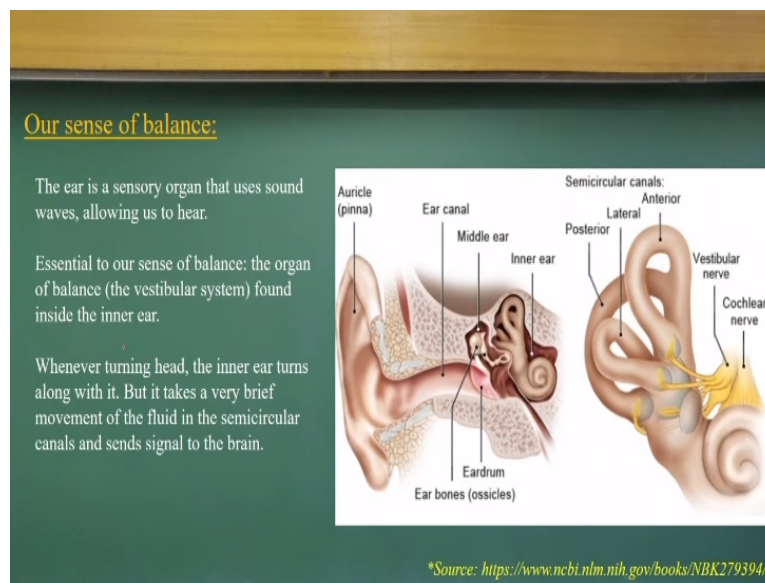 Our sense of balance:
The ear is a sensory organ that uses sound
waves, allowing us to hear.
Essential to our sense of balance: the organ
of balance (the vestibular system) found
inside the inner ear.
Whenever turning head, the inner ear turns
along with it. But it takes a very brief
movement of the fluid in the semicircular
canals and sends signal to the brain.
Auricle
(pinna)
Ear canal
Middle ear
Inner ear
Eardrum
Ear bones (ossicles)
Semicircular canals:
Anterior
Lateral
Posterior
Vestibular
nerve
Cochlear
nerve
*Source: https://www.ncbi.nlm.nih.gov/books/NBK279394/